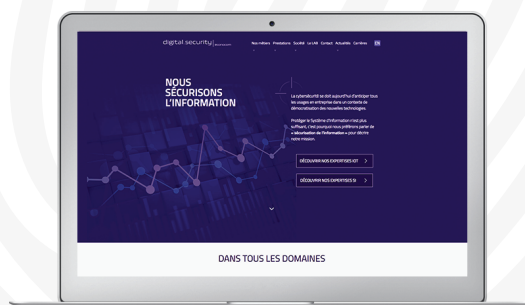 digital security
Nos métiers Prestations Société Le LAB Contact Actualités Carrières EN
NOUS
SÉCURISONS
L'INFORMATION
La cybersécurité se doit aujourd'hui d'anticiper tous
les usages en entreprise dans un contexte de
démocratisation des nouvelles technologies.
Protéger le Système d'Information n'est plus
suffisant, c'est pourquoi nous préférons parler de
« sécurisation de l'information » pour décrire
notre mission.
DÉCOUVRIR NOS EXPERTISES IOT
DÉCOUVRIR NOS EXPERTISES SI
DANS TOUS LES DOMAINES